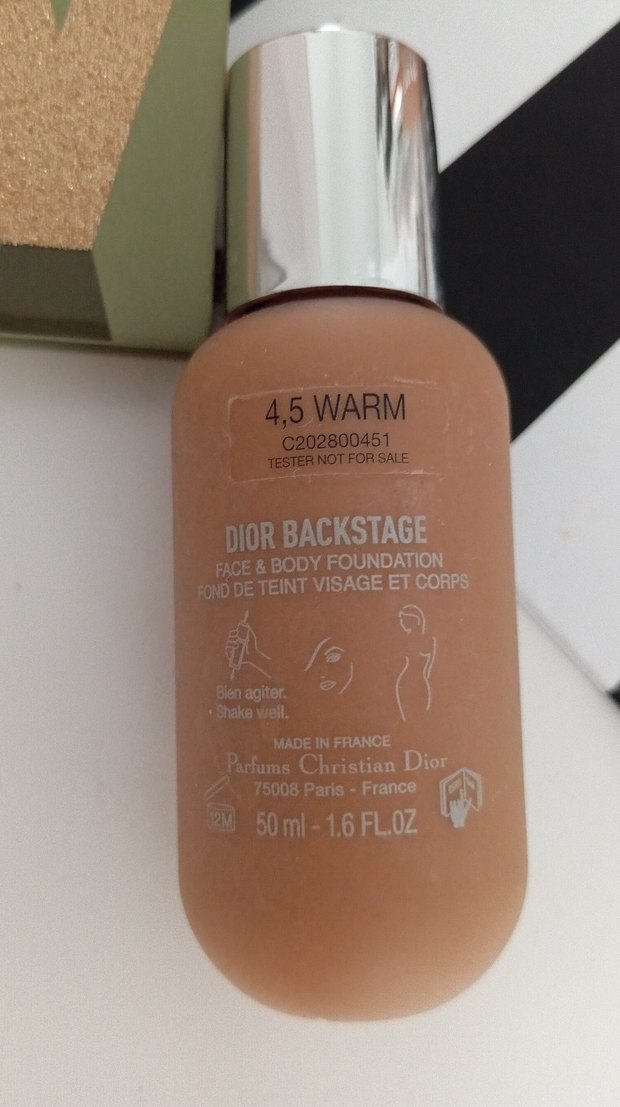 4,5 WARM
C202800451
TESTER NOT FOR SALE
DIOR BACKSTAGE
FACE & BODY FOUNDATION
FOND DE TEINT VISAGE ET CORPS
Bien agiter.
• Shake well.
MADE IN FRANCE
Parfums Christian Dior
75008 Paris - France
12M
50 ml - 1.6 FL.OZ